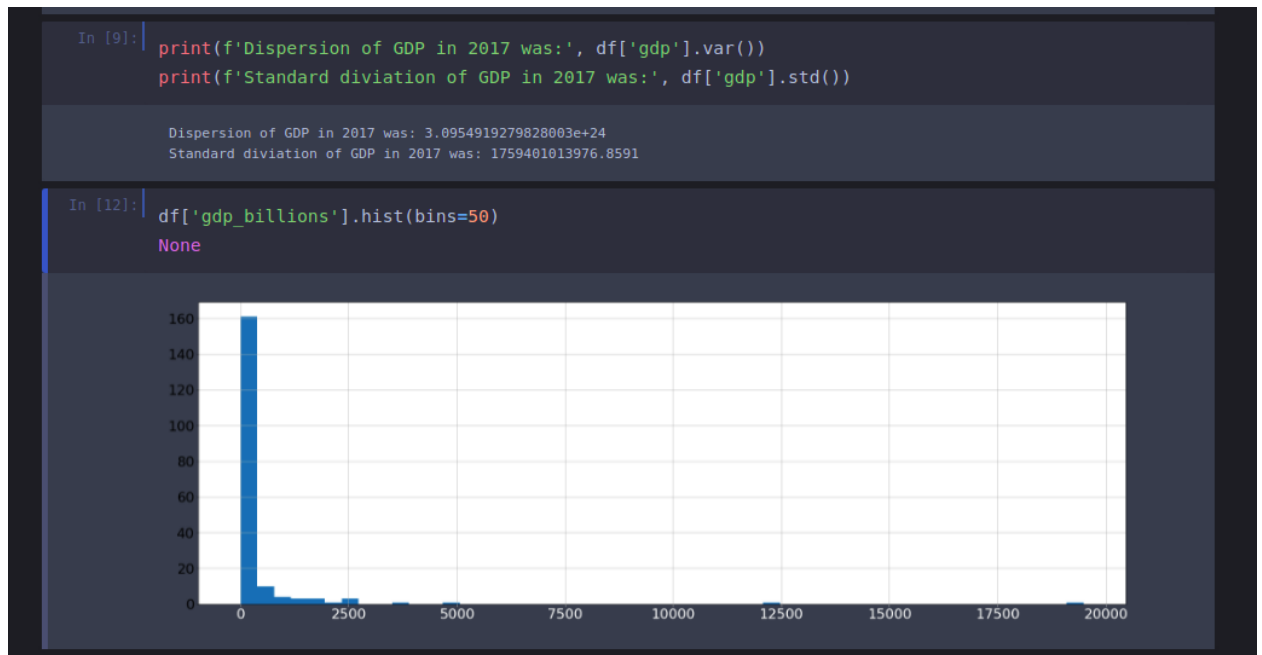 In [9]:
print(f'Dispersion of GDP in 2017 was:', df['gdp'].var())
print(f'Standard diviation of GDP in 2017 was:', df['gdp'].std())
Dispersion of GDP in 2017 was: 3.0954919279828003e+24
Standard diviation of GDP in 2017 was: 1759401013976.8591
In [12]:
df['gdp_billions'].hist(bins=50)
None
160
140
120
100
80
60
40
20
0
0 2500 5000 7500 10000 12500 15000 17500 20000